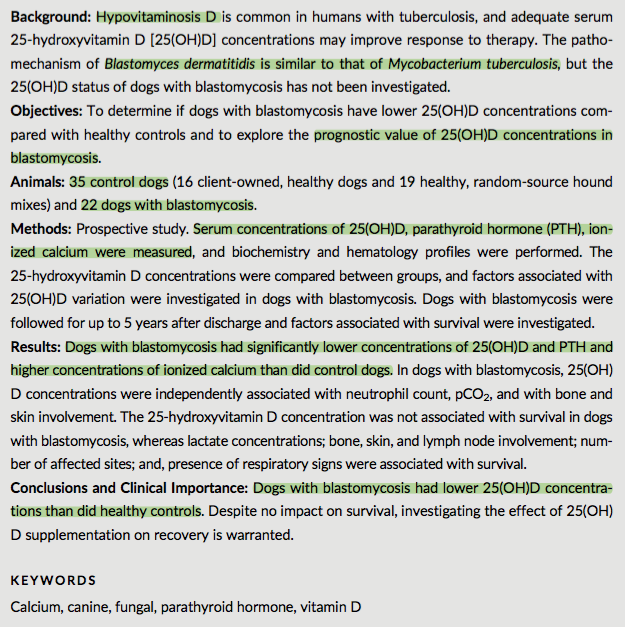 Background: Hypovitaminosis D is common in humans with tuberculosis, and adequate serum
25-hydroxyvitamin D [25(OH)D] concentrations may improve response to therapy. The patho-
mechanism of Blastomyces dermatitidis is similar to that of Mycobacterium tuberculosis, but the
25(OH)D status of dogs with blastomycosis has not been investigated.
Objectives: To determine if dogs with blastomycosis have lower 25(OH)D concentrations com-
pared with healthy controls and to explore the prognostic value of 25(OH)D concentrations in
blastomycosis.
Animals: 35 control dogs (16 client-owned, healthy dogs and 19 healthy, random-source hound
mixes) and 22 dogs with blastomycosis.
Methods: Prospective study. Serum concentrations of 25(OH)D, parathyroid hormone (PTH), ion-
ized calcium were measured, and biochemistry and hematology profiles were performed. The
25-hydroxyvitamin D concentrations were compared between groups, and factors associated with
25(OH)D variation were investigated in dogs with blastomycosis. Dogs with blastomycosis were
followed for up to 5 years after discharge and factors associated with survival were investigated.
Results: Dogs with blastomycosis had significantly lower concentrations of 25(OH)D and PTH and
higher concentrations of ionized calcium than did control dogs. In dogs with blastomycosis, 25(OH)
D concentrations were independently associated with neutrophil count, pCO₂, and with bone and
skin involvement. The 25-hydroxyvitamin D concentration was not associated with survival in dogs
with blastomycosis, whereas lactate concentrations; bone, skin, and lymph node involvement; num-
ber of affected sites; and, presence of respiratory signs were associated with survival.
Conclusions and Clinical Importance: Dogs with blastomycosis had lower 25(OH)D concentra-
tions than did healthy controls. Despite no impact on survival, investigating the effect of 25(OH)
D supplementation on recovery is warranted.
KEYWORDS
Calcium, canine, fungal, parathyroid hormone, vitamin D